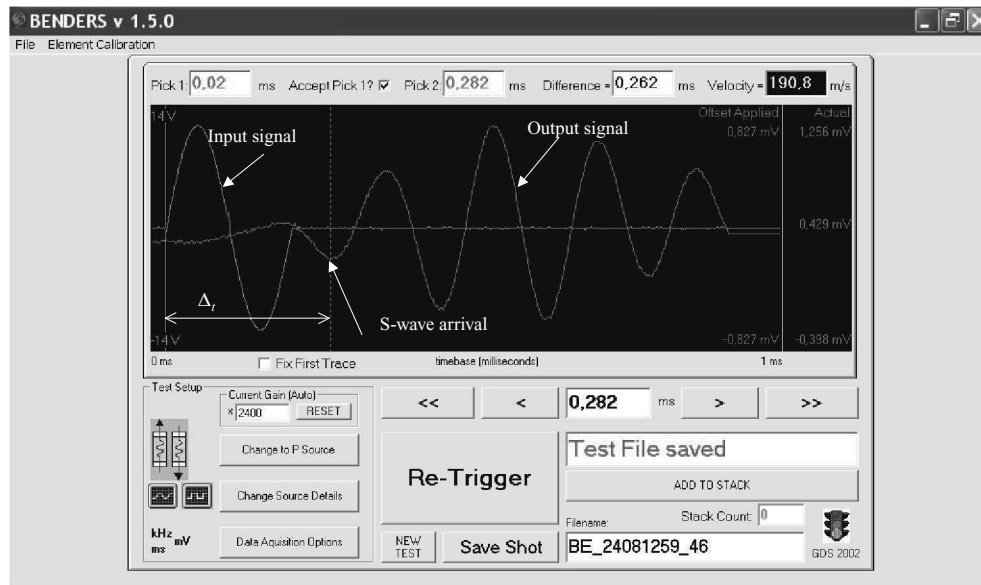 BENDERS v 1.5.0
File Element Calibration
Pick 1: 0,02 ms Accept Pick 1? Pick 2: 0,282 ms Difference = 0,262 ms Velocity = 190,8 m/s
14 V Offset Applied Actual
0,827 mV 1,256 mV
Input signal Output signal
0,429 mV
Δt
S-wave arrival
-14 V -0,827 mV -0,398 mV
0 ms Fix First Trace timebase (milliseconds) 1 ms
Test Setup
Current Gain (Auto)
x 2400 RESET
<< < 0,282 ms > >>
Change to P Source
Re-Trigger
Test File saved
Change Source Details
ADD TO STACK
Filename: Stack Count: 0
kHz mV
ms
Data Aquisition Options
NEW TEST
Save Shot
BE_24081259_46
GDS 2002